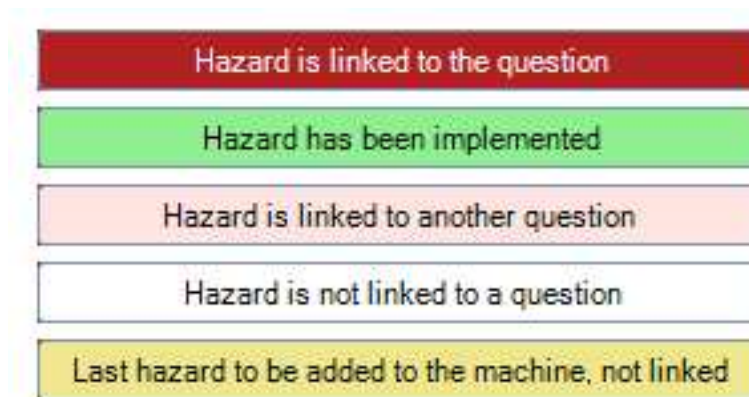 Hazard is linked to the question
Hazard has been implemented
Hazard is linked to another question
Hazard is not linked to a question
Last hazard to be added to the machine, not linked